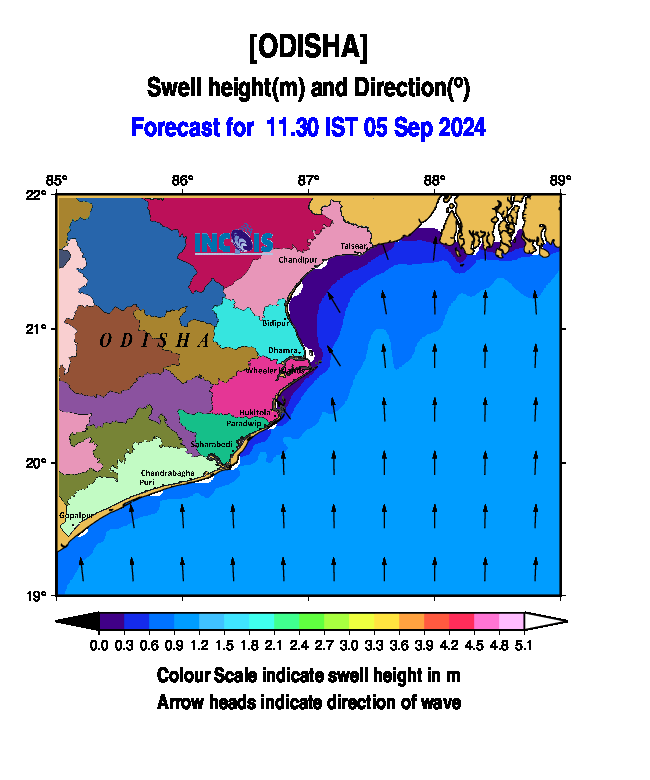 [ODISHA]
Swell height(m) and Direction(º)
Forecast for 11.30 IST 05 Sep 2024
85° 86° 87° 88° 89°
22°
INCOIS
Talsear
Chandipur
21°
Bidipur
O D I S H A
Dhamra
Wheeler Islands
Hukitola
Paradwip
Saharabedi
20°
Chendrabagha
Puri
Gopalpur
19°
0.0 0.3 0.6 0.9 1.2 1.5 1.8 2.1 2.4 2.7 3.0 3.3 3.6 3.9 4.2 4.5 4.8 5.1
Colour Scale indicate swell height in m
Arrow heads indicate direction of wave